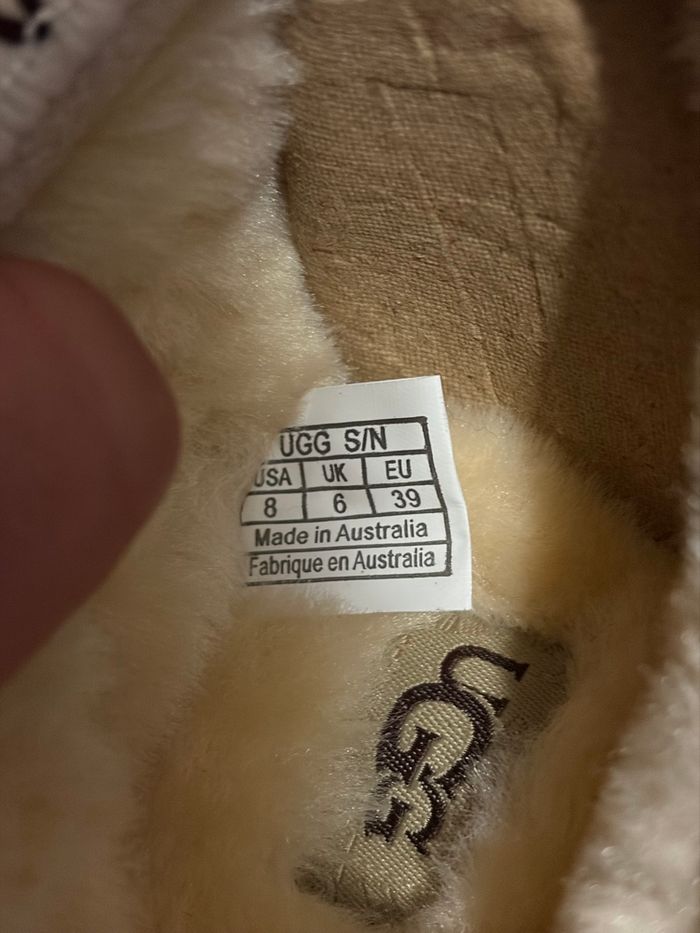 UGG S/N
USA UK EU
8 6 39
Made in Australia
Fabrique en Australia
UGG